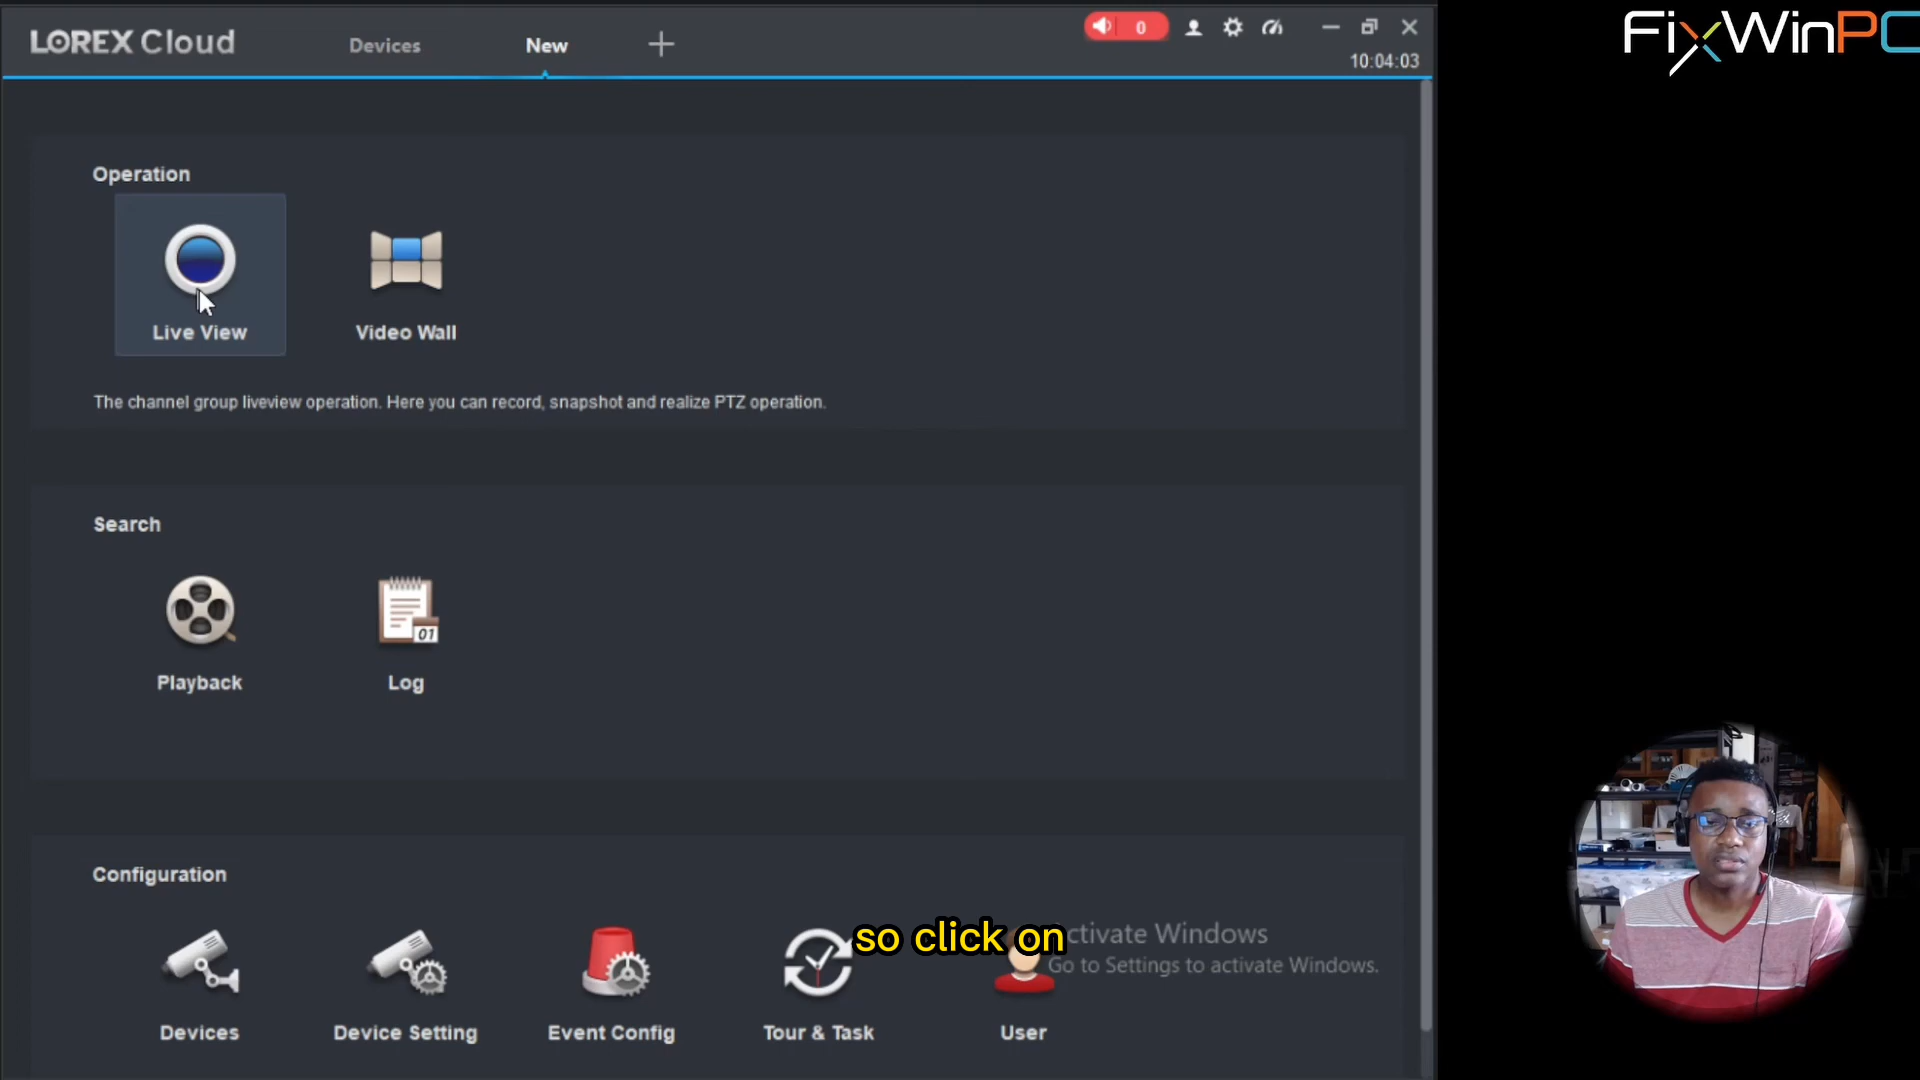 LOREX Cloud
Devices
New
0
10:04:03
FixWinPC
Operation
Live View
Video Wall
The channel group liveview operation. Here you can record, snapshot and realize PTZ operation.
Search
01
Playback
Log
Configuration
so click on
ctivate Windows
Go to Settings to activate Windows.
Devices
Device Setting
Event Config
Tour & Task
User